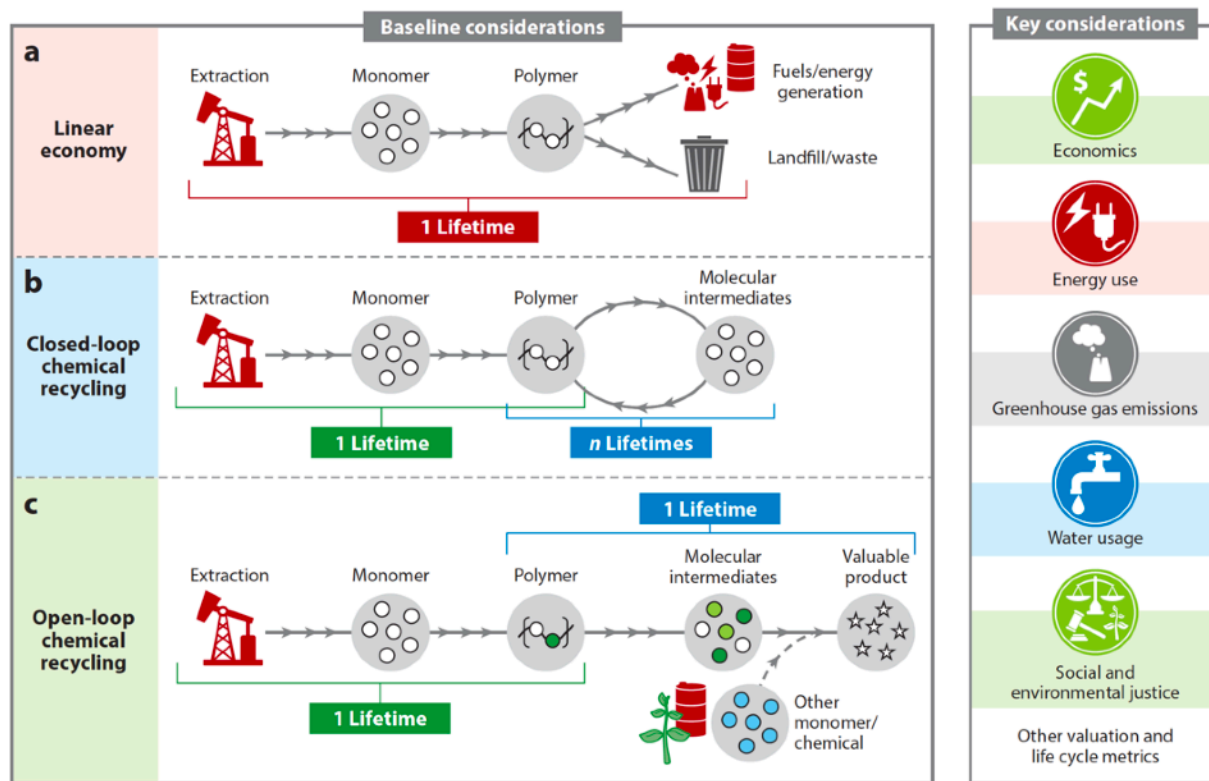 Baseline considerations
a
Linear
economy
Extraction
Monomer
Polymer
Fuels/energy
generation
Landfill/waste
1 Lifetime
b
Closed-loop
chemical
recycling
Extraction
Monomer
Polymer
Molecular
intermediates
1 Lifetime
n Lifetimes
c
Open-loop
chemical
recycling
1 Lifetime
Extraction
Monomer
Polymer
Molecular
intermediates
Valuable
product
1 Lifetime
Other
monomer/
chemical
Key considerations
$
Economics
Energy use
Greenhouse gas emissions
Water usage
Social and
environmental justice
Other valuation and
life cycle metrics